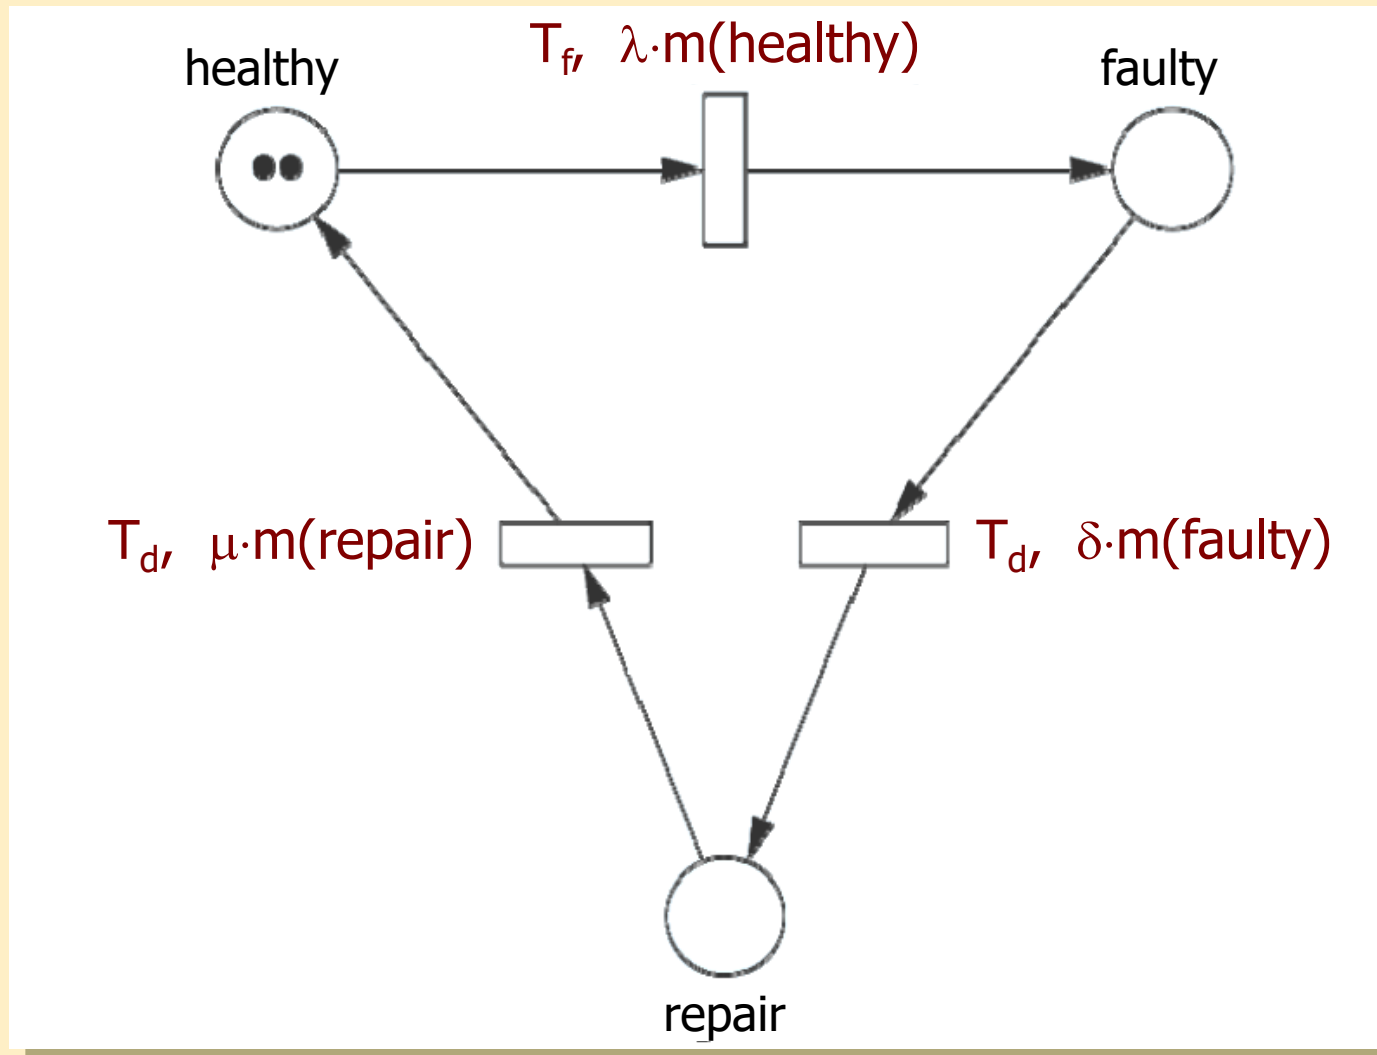 T_f, λ·m(healthy)
healthy
faulty
T_d, μ·m(repair)
T_d, δ·m(faulty)
repair